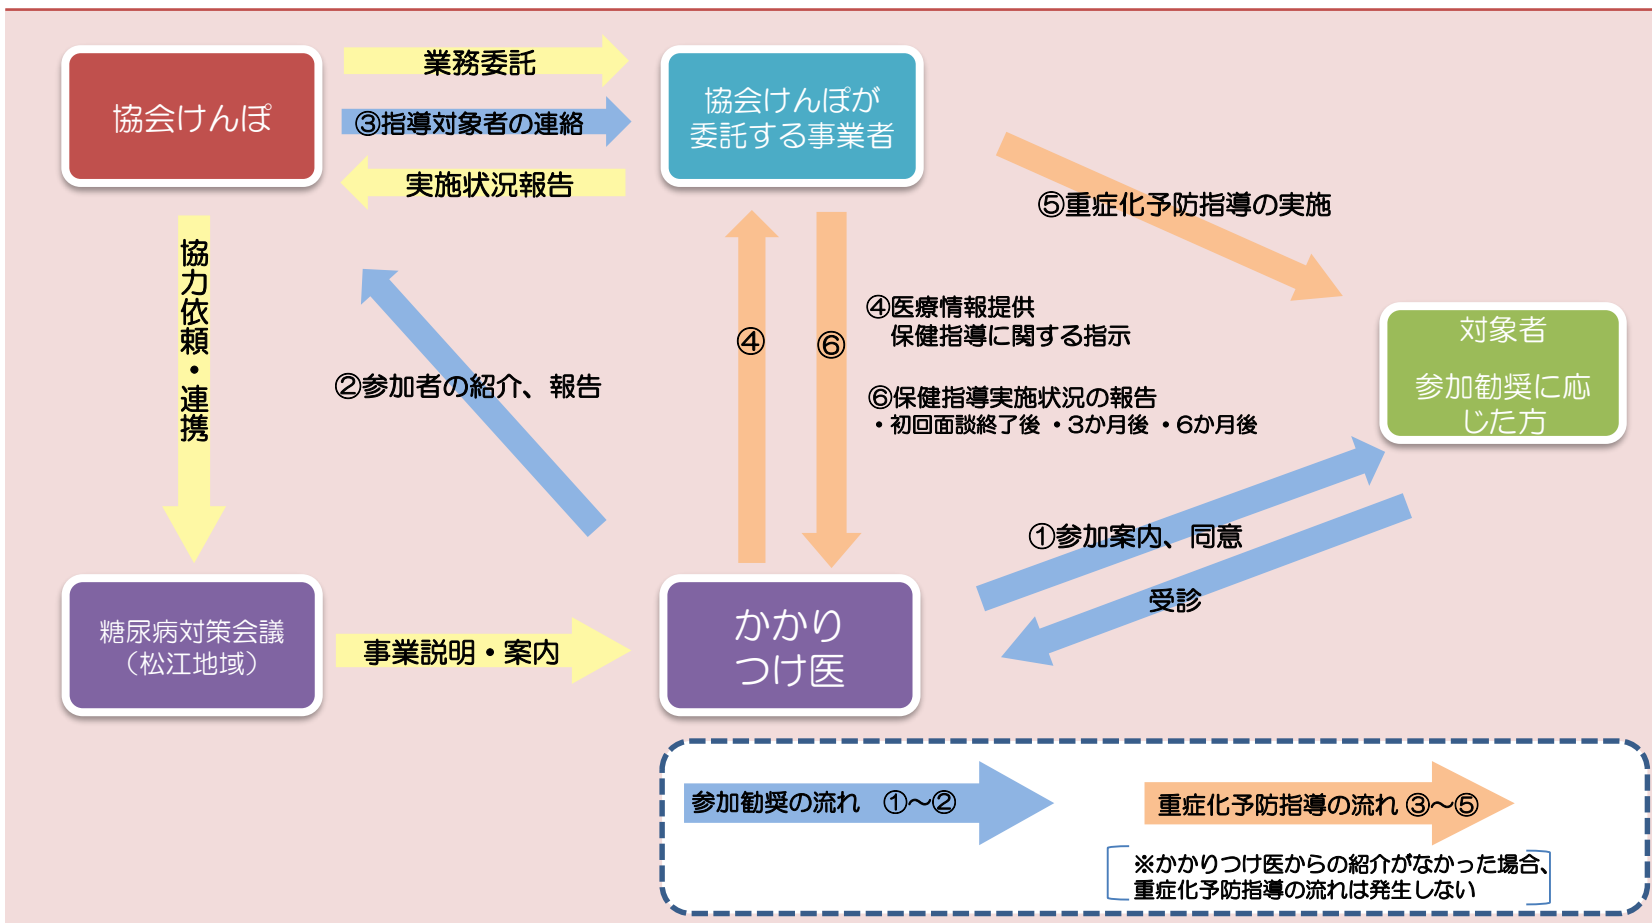 協会けんぽ
業務委託
③指導対象者の連絡
実施状況報告
協会けんぽが
委託する事業者
⑤重症化予防指導の実施
協力依頼・連携
②参加者の紹介、報告
④
⑥
④医療情報提供
保健指導に関する指示
⑥保健指導実施状況の報告
・初回面談終了後 ・3か月後 ・6か月後
対象者
参加勧奨に応
じた方
①参加案内、同意
受診
糖尿病対策会議
（松江地域）
事業説明・案内
かかり
つけ医
参加勧奨の流れ ①～②
重症化予防指導の流れ ③～⑤
※かかりつけ医からの紹介がなかった場合、
重症化予防指導の流れは発生しない